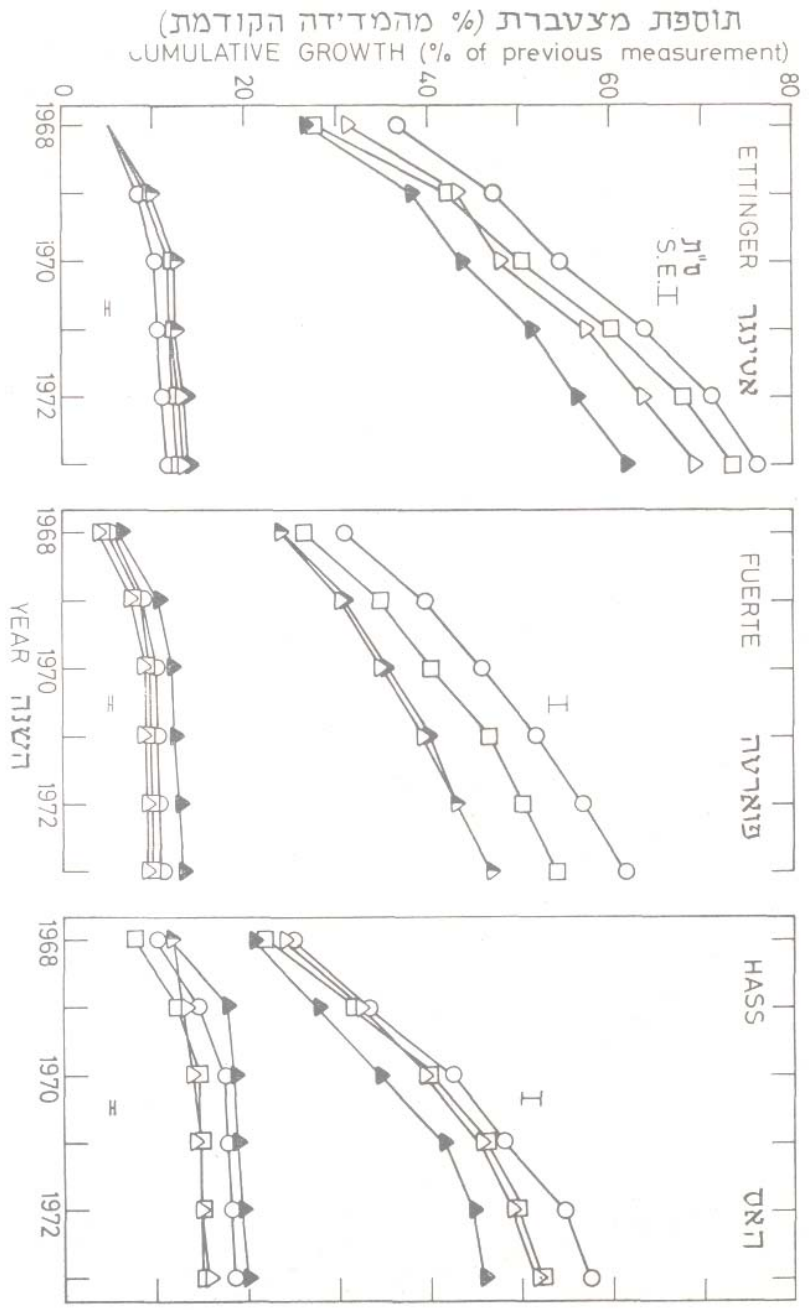 תוספת מצטברת (% מהמדידה הקודמת)
CUMULATIVE GROWTH (% of previous measurement)
0
20
40
60
80
ETTINGER
אטינגר
ס"ת
S.E.
1968
1970
1972
FUERTE
פוארטה
1968
1970
1972
HASS
האס
1968
1970
1972
YEAR השנה